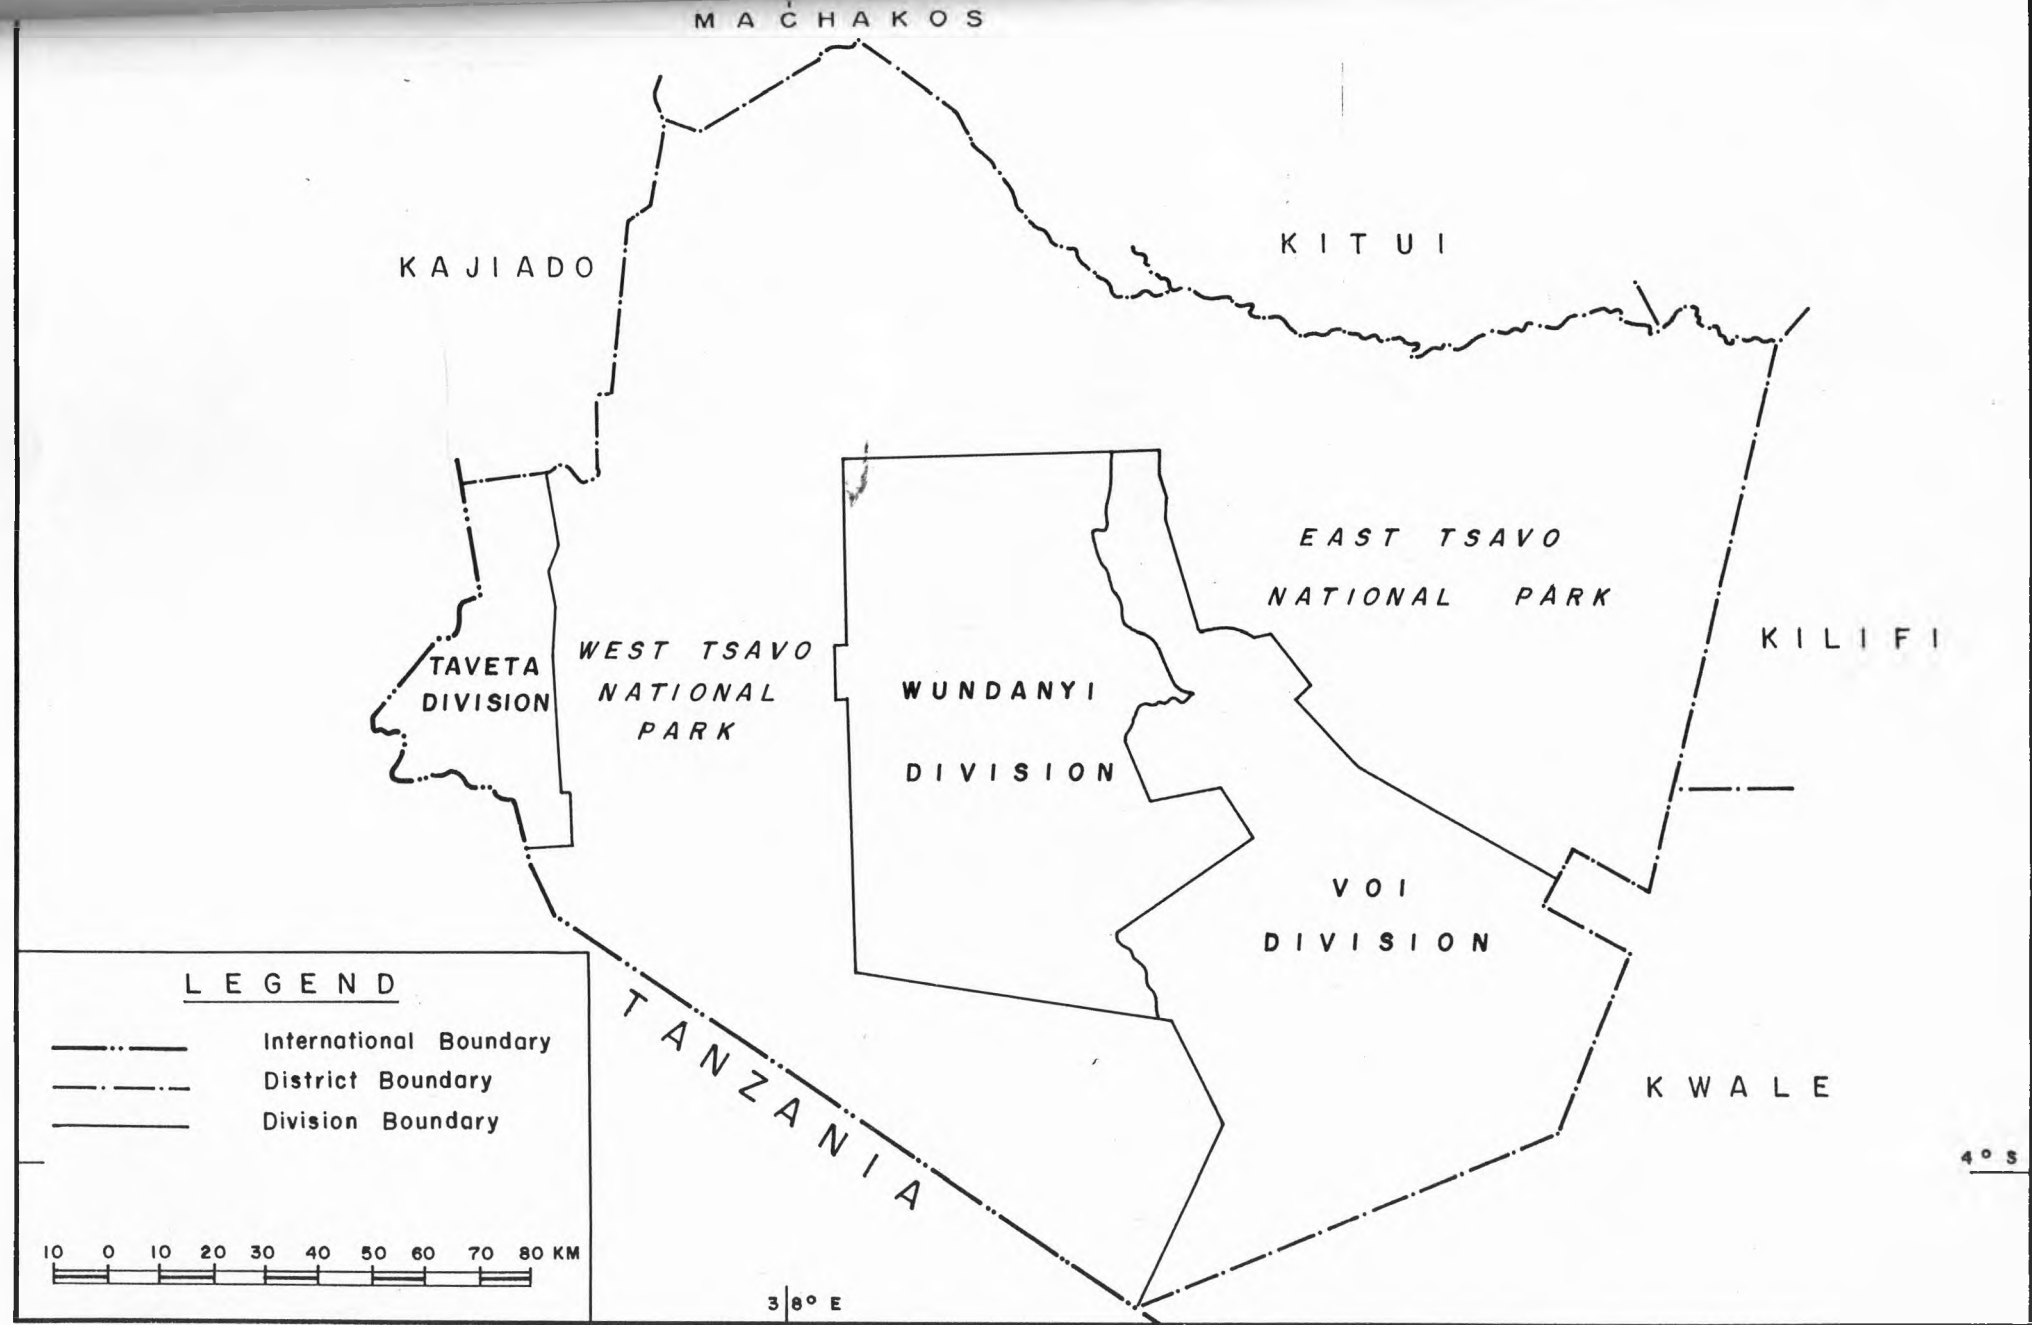 MACHAKOS
KITUI
KAJIADO
EAST TSAVO
NATIONAL PARK
KILIFI
WEST TSAVO
NATIONAL
PARK
TAVETA
DIVISION
WUNDANYI
DIVISION
VOI
DIVISION
KWALE
TANZANIA
LEGEND
International Boundary
District Boundary
Division Boundary
10 0 10 20 30 40 50 60 70 80 KM
38° E
4° S